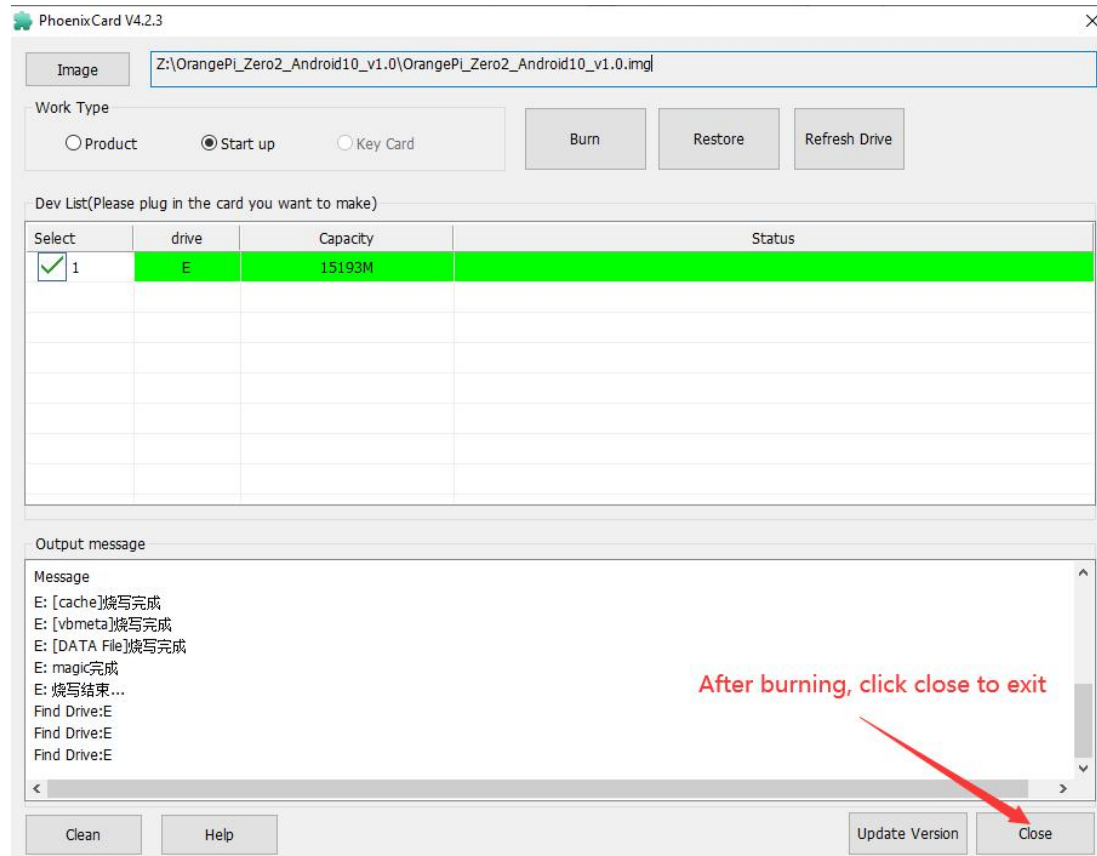 PhoenixCard V4.2.3
Image
Z:\OrangePi_Zero2_Android10_v1.0\OrangePi_Zero2_Android10_v1.0.img
Work Type
Product Start up Key Card
Burn Restore Refresh Drive
Dev List(Please plug in the card you want to make)
Select drive Capacity Status
1 E 15193M
Output message
Message
E: [cache]烧写完成
E: [vbmeta]烧写完成
E: [DATA File]烧写完成
E: magic完成
E: 烧写结束...
Find Drive:E
Find Drive:E
Find Drive:E
After burning, click close to exit
Clean Help Update Version Close